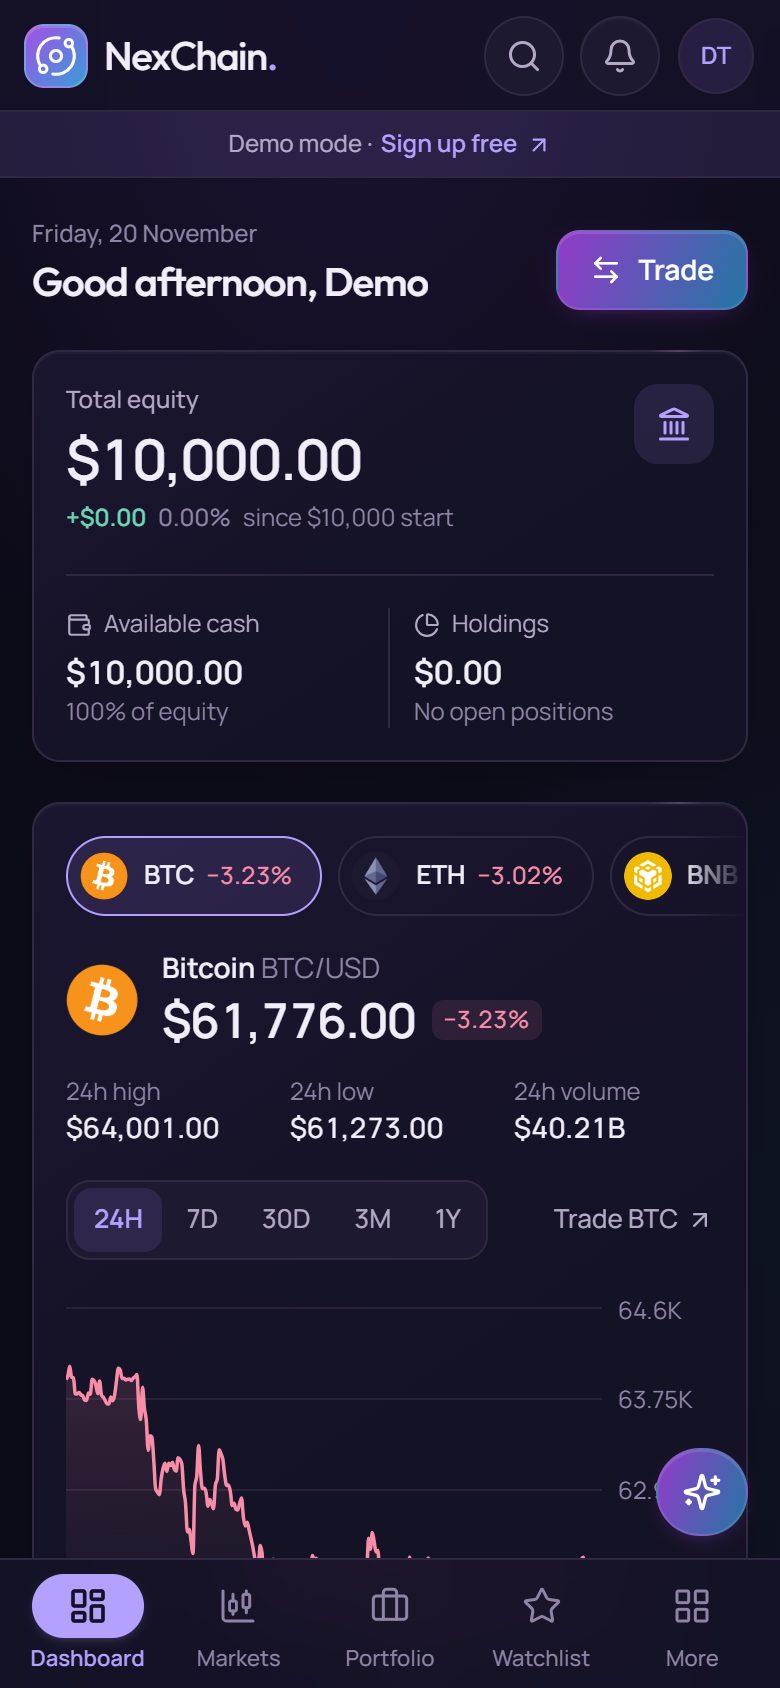 NexChain.
DT
Demo mode · Sign up free
Friday, 20 November
Good afternoon, Demo
Trade
Total equity
$10,000.00
+$0.00 0.00% since $10,000 start
Available cash
$10,000.00
100% of equity
Holdings
$0.00
No open positions
BTC −3.23%
ETH −3.02%
BNB
Bitcoin BTC/USD
$61,776.00 −3.23%
24h high
$64,001.00
24h low
$61,273.00
24h volume
$40.21B
24H 7D 30D 3M 1Y
Trade BTC
64.6K
63.75K
62.
Dashboard
Markets
Portfolio
Watchlist
More